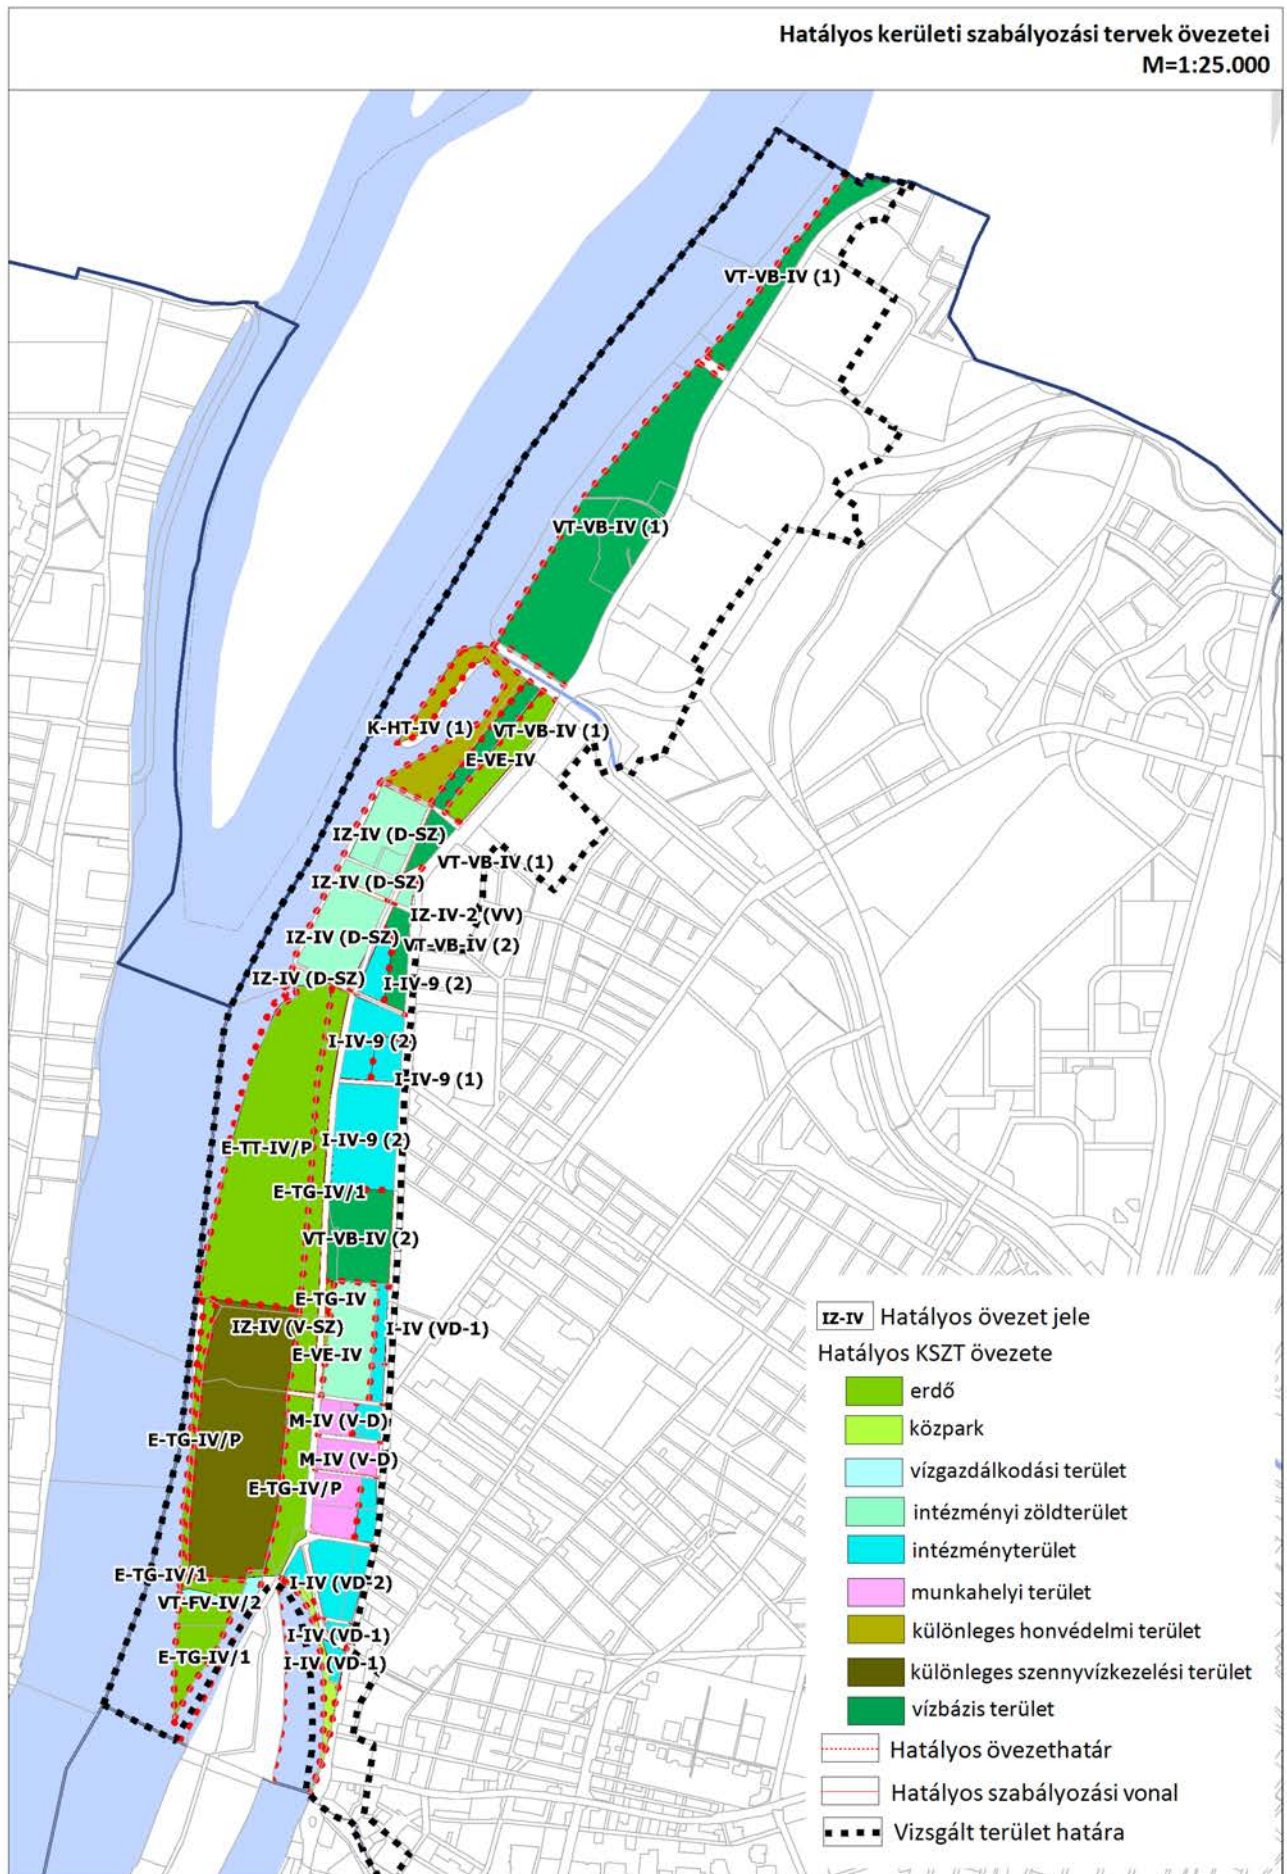 Hatályos kerületi szabályozási tervek övezetei
M=1:25.000
VT-VB-IV (1)
VT-VB-IV (1)
K-HT-IV (1)
VT-VB-IV (1)
E-VE-IV
IZ-IV (D-SZ)
VT-VB-IV (1)
IZ-IV (D-SZ)
IZ-IV-2 (VV)
IZ-IV (D-SZ)
VT-VB-IV (2)
IZ-IV (D-SZ)
I-IV-9 (2)
I-IV-9 (2)
I-IV-9 (1)
E-TT-IV/P
I-IV-9 (2)
E-TG-IV/1
VT-VB-IV (2)
E-TG-IV
IZ-IV (V-SZ)
I-IV (VD-1)
E-VE-IV
M-IV (V-D)
E-TG-IV/P
M-IV (V-D)
E-TG-IV/P
E-TG-IV/1
I-IV (VD-2)
VT-FV-IV/2
I-IV (VD-1)
E-TG-IV/1
I-IV (VD-1)
IZ-IV Hatályos övezet jele
Hatályos KSZT övezete
erdő
közpark
vízgazdálkodási terület
intézményi zöldterület
intézményterület
munkahelyi terület
különleges honvédelmi terület
különleges szennyvízkezelési terület
vízbázis terület
Hatályos övezethatár
Hatályos szabályozási vonal
Vizsgált terület határa